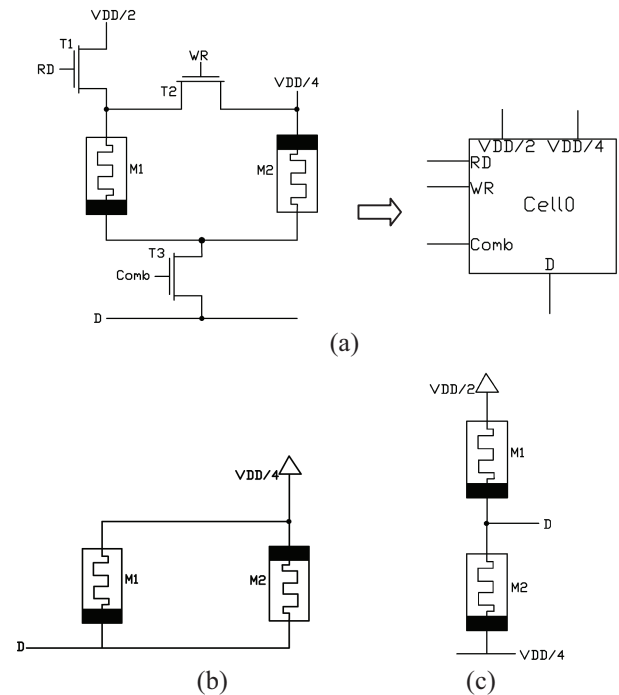 VDD/2
T1
RD
WR
T2
VDD/4
M1
M2
T3
Comb
D
VDD/2 VDD/4
RD
WR
Cell0
Comb
D
(a)
VDD/4
M1
M2
D
(b)
VDD/2
M1
D
M2
VDD/4
(c)